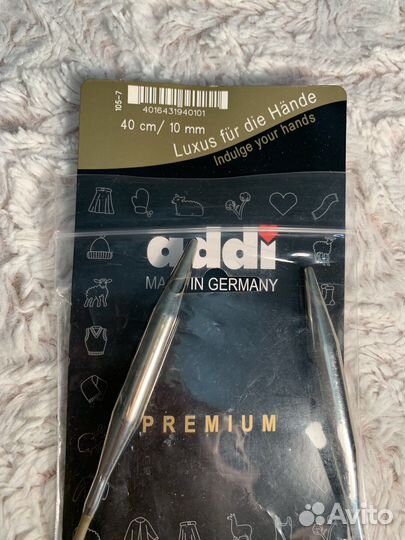 105-7
4016431940101
40 cm/ 10 mm
Luxus für die Hände
Indulge your hands
addi
MADE IN GERMANY
PREMIUM
Avito